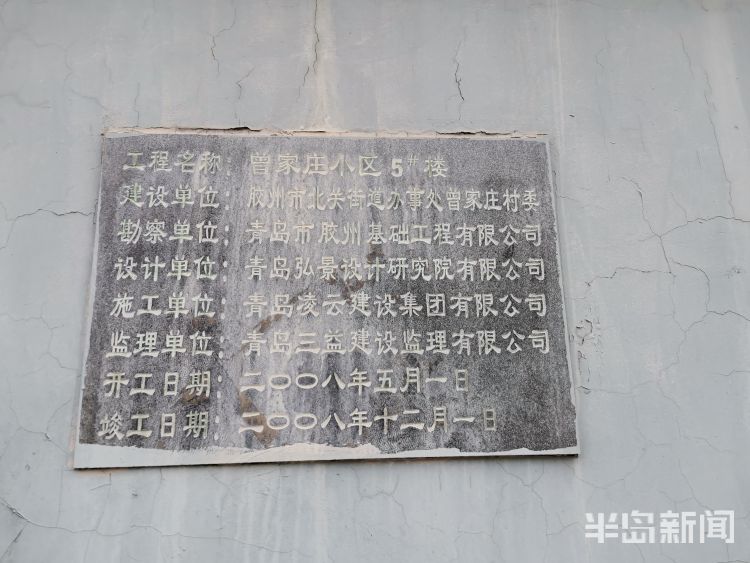 工程名称：曾家庄小区5#楼
建设单位：胶州市北关街道办事处曾家庄村委
勘察单位：青岛市胶州基础工程有限公司
设计单位：青岛弘景设计研究院有限公司
施工单位：青岛凌云建设集团有限公司
监理单位：青岛三益建设监理有限公司
开工日期：二〇〇八年五月一日
竣工日期：二〇〇八年十二月一日
半岛新闻